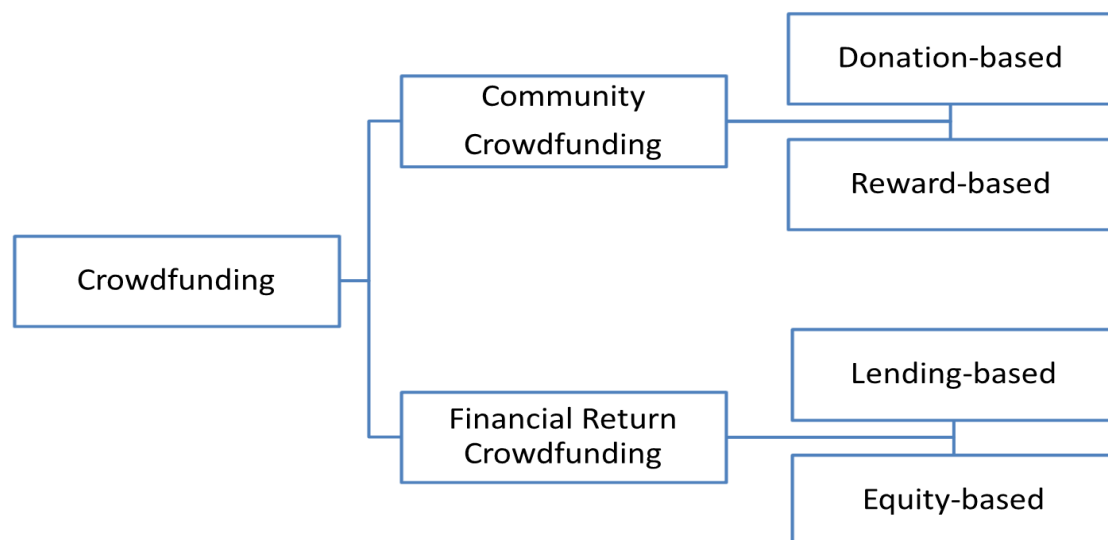 Donation-based
Community
Crowdfunding
Reward-based
Crowdfunding
Lending-based
Financial Return
Crowdfunding
Equity-based